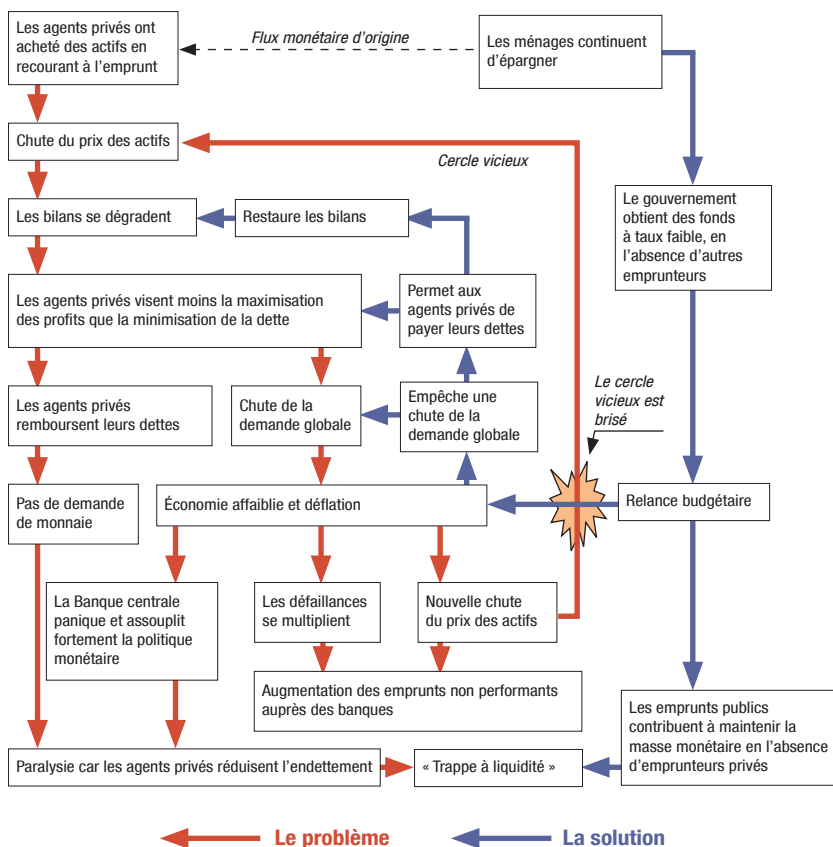 Les agents privés ont
acheté des actifs en
recourant à l'emprunt
Flux monétaire d'origine
Les ménages continuent
d'épargner
Chute du prix des actifs
Cercle vicieux
Les bilans se dégradent
Restaure les bilans
Le gouvernement
obtient des fonds
à taux faible, en
l'absence d'autres
emprunteurs
Les agents privés visent moins la maximisation
des profits que la minimisation de la dette
Permet aux
agents privés de
payer leurs dettes
Les agents privés
remboursent leurs dettes
Chute de la
demande globale
Empêche une
chute de la
demande globale
Le cercle
vicieux est
brisé
Pas de demande
de monnaie
Économie affaiblie et déflation
Relance budgétaire
La Banque centrale
panique et assouplit
fortement la politique
monétaire
Les défaillances
se multiplient
Nouvelle chute
du prix des actifs
Augmentation des emprunts non performants
auprès des banques
Les emprunts publics
contribuent à maintenir la
masse monétaire en l'absence
d'emprunteurs privés
Paralysie car les agents privés réduisent l'endettement
« Trappe à liquidité »
Le problème
La solution